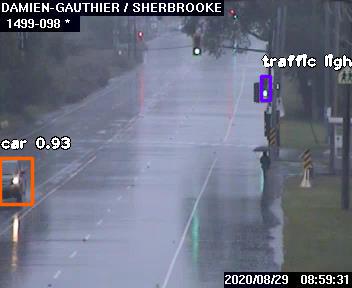 DAMIEN-GAUTHIER / SHERBROOKE
1499-098 *
traffic ligh
car 0.93
2020/08/29 08:59:31